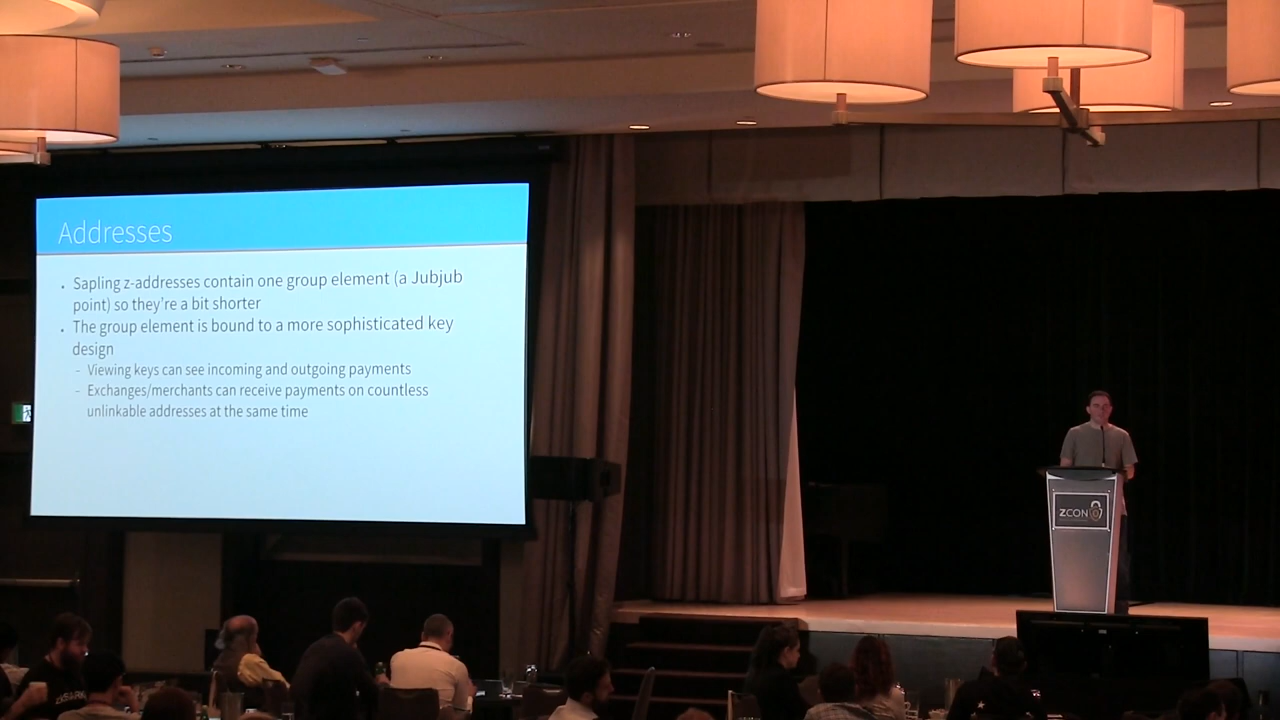 Addresses
Sapling z-addresses contain one group element (a Jubjub
point) so they're a bit shorter
The group element is bound to a more sophisticated key
design
- Viewing keys can see incoming and outgoing payments
- Exchanges/merchants can receive payments on countless
unlinkable addresses at the same time
ZCON